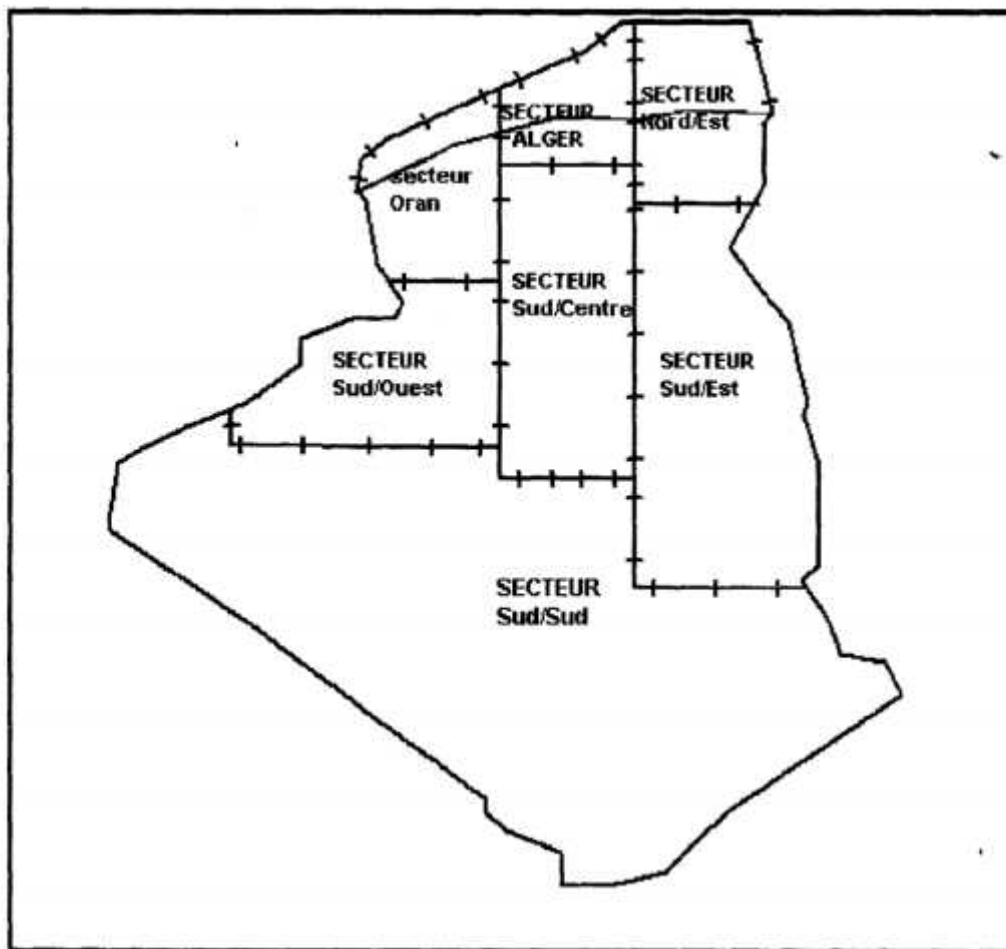 SECTEUR
ALGER
SECTEUR
Nord/Est
secteur
Oran
SECTEUR
Sud/Centre
SECTEUR
Sud/Ouest
SECTEUR
Sud/Est
SECTEUR
Sud/Sud